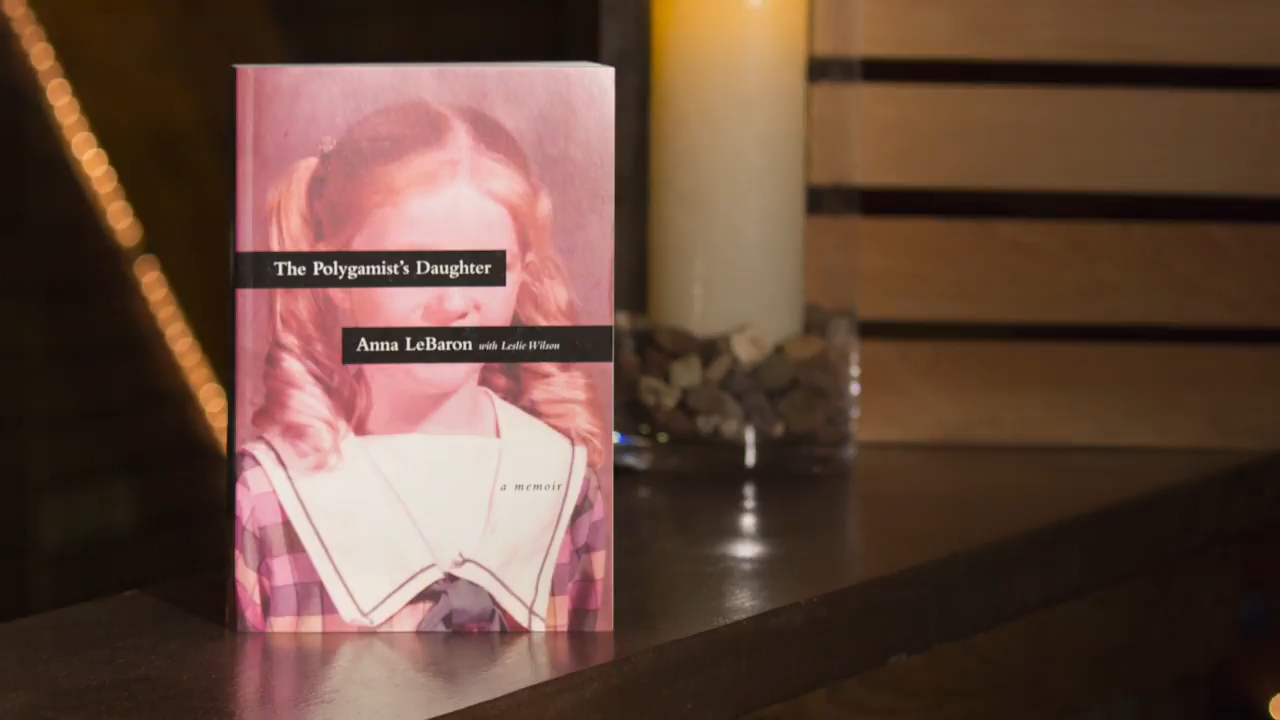 The Polygamist's Daughter
Anna LeBaron with Leslie Wilson
a memoir